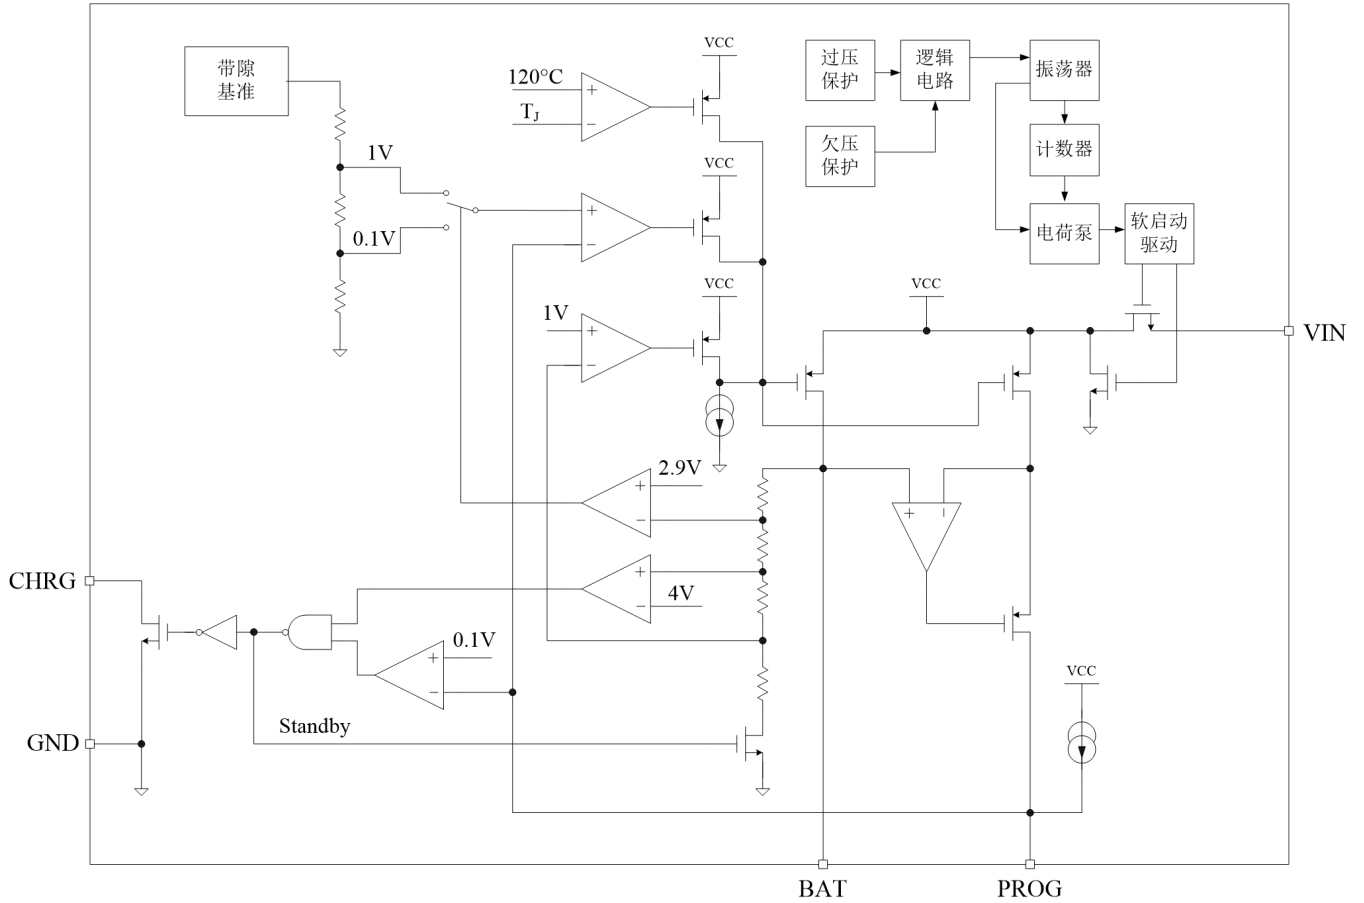 带隙
基准
1V
0.1V
120°C
TJ
+
−
VCC
+
−
VCC
1V
+
−
VCC
过压
保护
欠压
保护
逻辑
电路
振荡器
计数器
电荷泵
软启动
驱动
VCC
VIN
2.9V
+
−
+
−
4V
+
−
0.1V
+
−
CHRG
GND
Standby
VCC
BAT
PROG